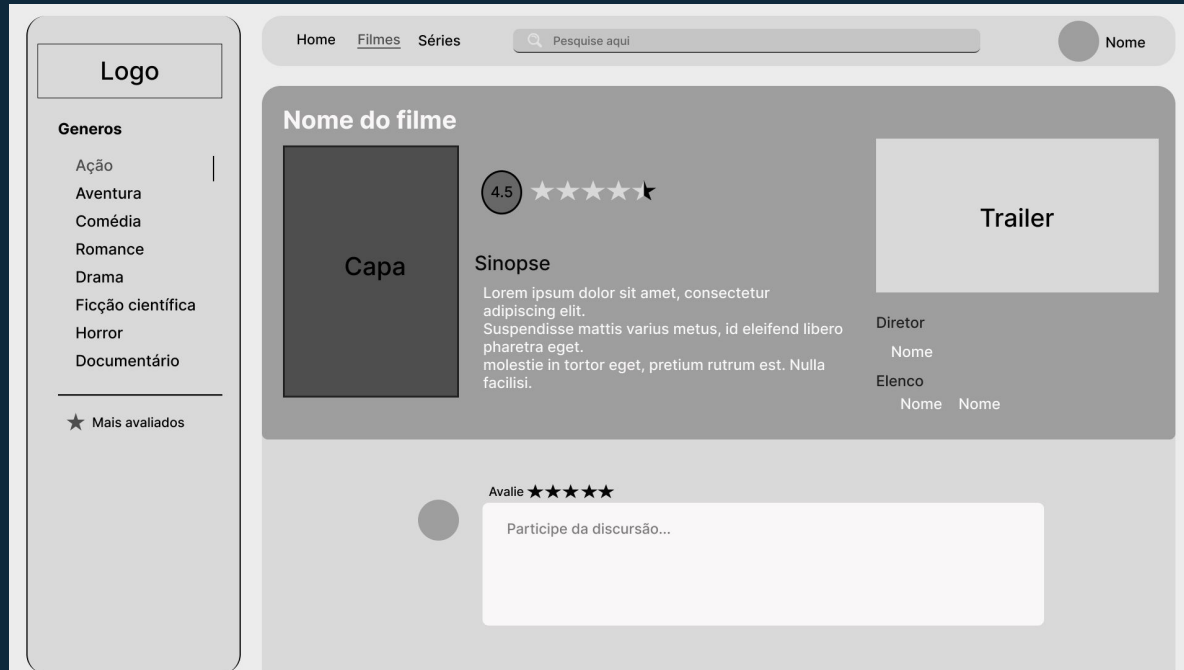 Logo
Generos
Ação
Aventura
Comédia
Romance
Drama
Ficção científica
Horror
Documentário
Mais avaliados
Home Filmes Séries
Pesquise aqui
Nome
Nome do filme
Capa
4.5
Sinopse
Lorem ipsum dolor sit amet, consectetur
adipiscing elit.
Suspendisse mattis varius metus, id eleifend libero
pharetra eget.
molestie in tortor eget, pretium rutrum est. Nulla
facilisi.
Trailer
Diretor
Nome
Elenco
Nome Nome
Avalie
Participe da discursão...